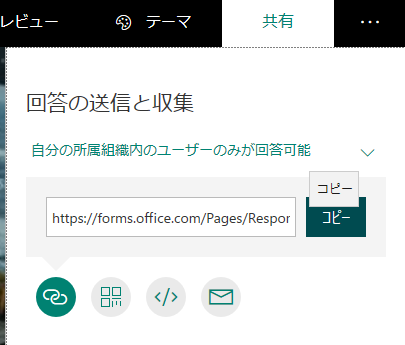 レビュー テーマ 共有 ...
回答の送信と収集
自分の所属組織内のユーザーのみが回答可能
コピー
https://forms.office.com/Pages/Respor コピー